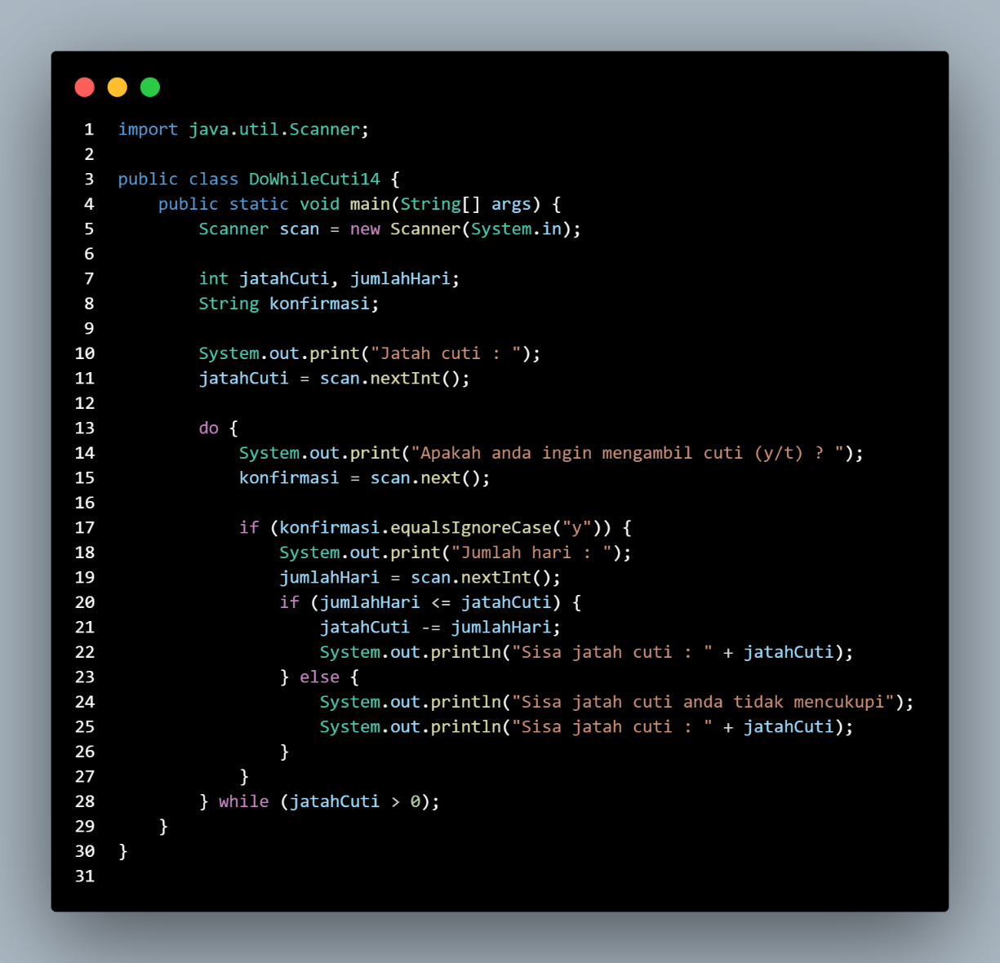 1 import java.util.Scanner;
2
3 public class DoWhileCuti14 {
4     public static void main(String[] args) {
5         Scanner scan = new Scanner(System.in);
6
7         int jatahCuti, jumlahHari;
8         String konfirmasi;
9
10         System.out.print("Jatah cuti : ");
11         jatahCuti = scan.nextInt();
12
13         do {
14             System.out.print("Apakah anda ingin mengambil cuti (y/t) ? ");
15             konfirmasi = scan.next();
16
17             if (konfirmasi.equalsIgnoreCase("y")) {
18                 System.out.print("Jumlah hari : ");
19                 jumlahHari = scan.nextInt();
20                 if (jumlahHari <= jatahCuti) {
21                     jatahCuti -= jumlahHari;
22                     System.out.println("Sisa jatah cuti : " + jatahCuti);
23                 } else {
24                     System.out.println("Sisa jatah cuti anda tidak mencukupi");
25                     System.out.println("Sisa jatah cuti : " + jatahCuti);
26                 }
27             }
28         } while (jatahCuti > 0);
29     }
30 }
31